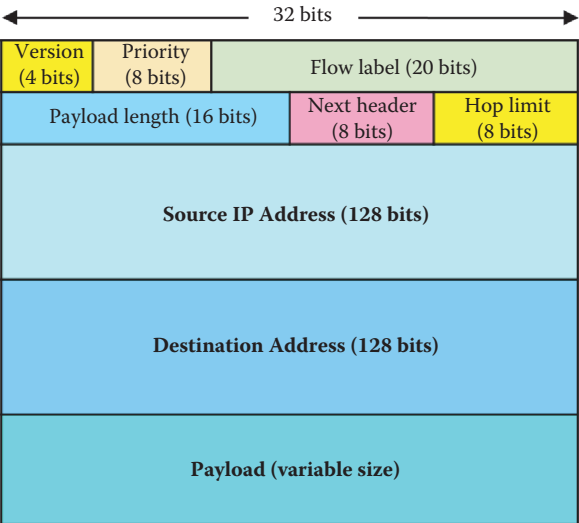 32 bits
Version
(4 bits)
Priority
(8 bits)
Flow label (20 bits)
Payload length (16 bits)
Next header
(8 bits)
Hop limit
(8 bits)
Source IP Address (128 bits)
Destination Address (128 bits)
Payload (variable size)